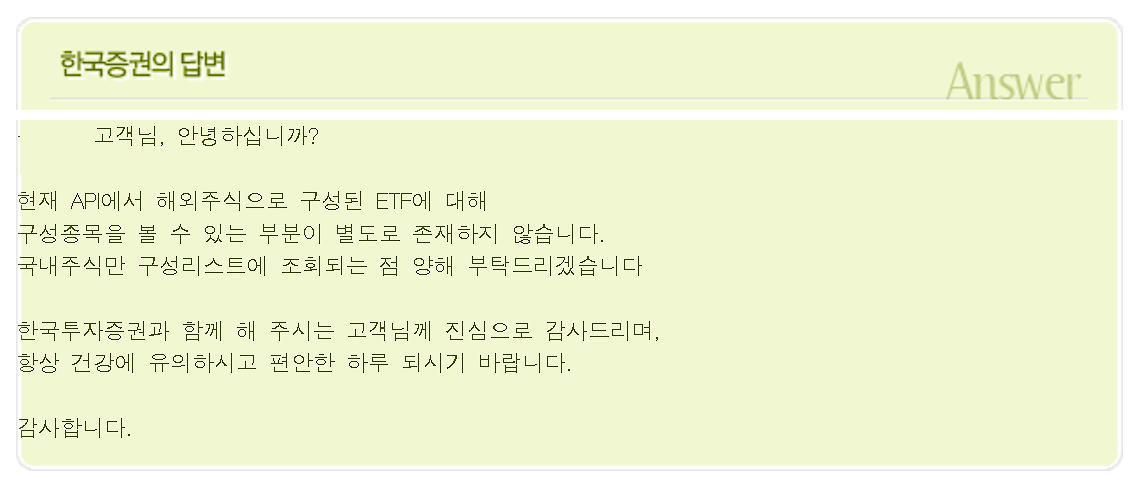 한국증권의 답변
Answer
고객님, 안녕하십니까?
현재 API에서 해외주식으로 구성된 ETF에 대해
구성종목을 볼 수 있는 부분이 별도로 존재하지 않습니다.
국내주식만 구성리스트에 조회되는 점 양해 부탁드리겠습니다
한국투자증권과 함께 해 주시는 고객님께 진심으로 감사드리며,
항상 건강에 유의하시고 편안한 하루 되시기 바랍니다.
감사합니다.